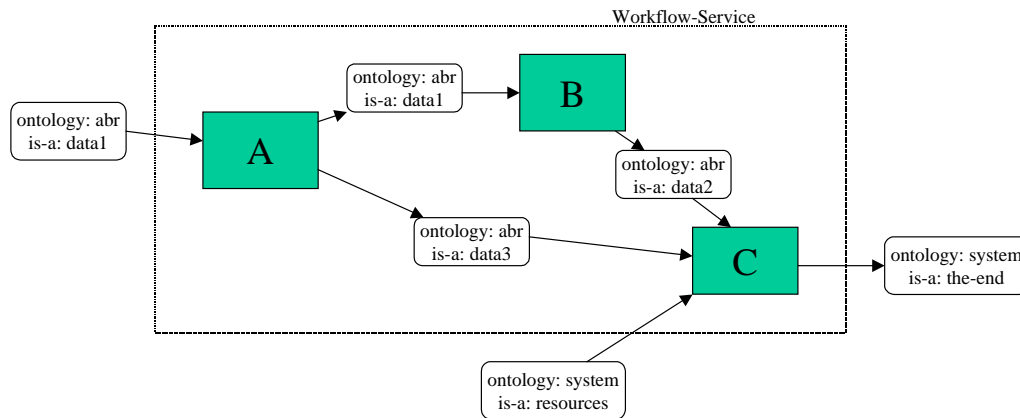 Workflow-Service
ontology: abr
is-a: data1
B
ontology: abr
is-a: data1
A
ontology: abr
is-a: data2
ontology: abr
is-a: data3
C
ontology: system
is-a: the-end
ontology: system
is-a: resources